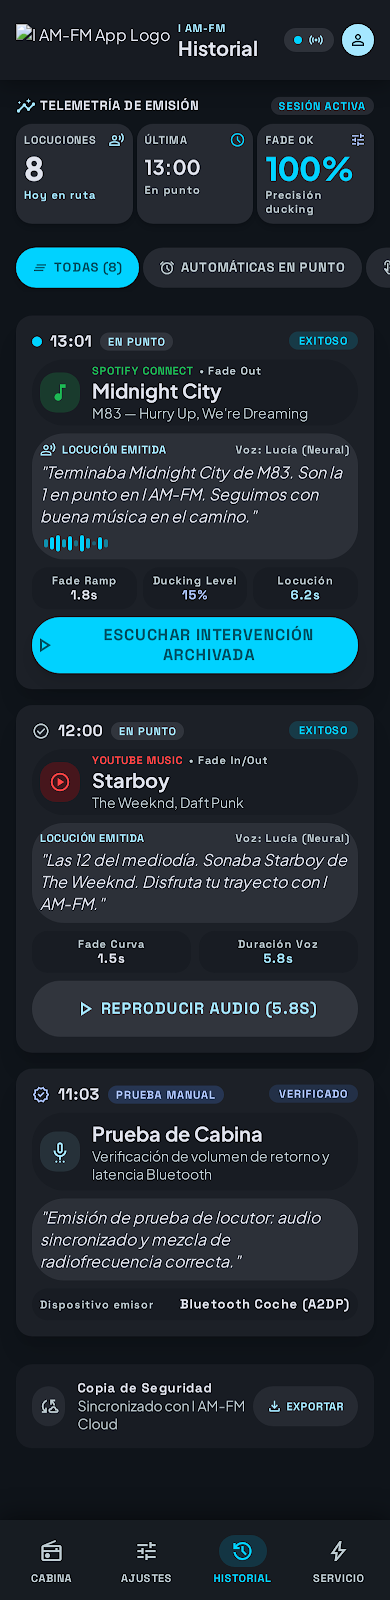 I AM-FM App Logo
I AM-FM
Historial
TELEMETRÍA DE EMISIÓN
SESIÓN ACTIVA
LOCUCIONES
8
Hoy en ruta
ÚLTIMA
13:00
En punto
FADE OK
100%
Precisión
ducking
TODAS (8)
AUTOMÁTICAS EN PUNTO
13:01
EN PUNTO
EXITOSO
SPOTIFY CONNECT • Fade Out
Midnight City
M83 — Hurry Up, We're Dreaming
LOCUCIÓN EMITIDA
Voz: Lucía (Neural)
"Terminaba Midnight City de M83. Son la
1 en punto en I AM-FM. Seguimos con
buena música en el camino."
Fade Ramp
1.8s
Ducking Level
15%
Locución
6.2s
ESCUCHAR INTERVENCIÓN
ARCHIVADA
12:00
EN PUNTO
EXITOSO
YOUTUBE MUSIC • Fade In/Out
Starboy
The Weeknd, Daft Punk
LOCUCIÓN EMITIDA
Voz: Lucía (Neural)
"Las 12 del mediodía. Sonaba Starboy de
The Weeknd. Disfruta tu trayecto con I
AM-FM."
Fade Curva
1.5s
Duración Voz
5.8s
REPRODUCIR AUDIO (5.8S)
11:03
PRUEBA MANUAL
VERIFICADO
Prueba de Cabina
Verificación de volumen de retorno y
latencia Bluetooth
"Emisión de prueba de locutor: audio
sincronizado y mezcla de
radiofrecuencia correcta."
Dispositivo emisor
Bluetooth Coche (A2DP)
Copia de Seguridad
Sincronizado con I AM-FM
Cloud
EXPORTAR
CABINA
AJUSTES
HISTORIAL
SERVICIO